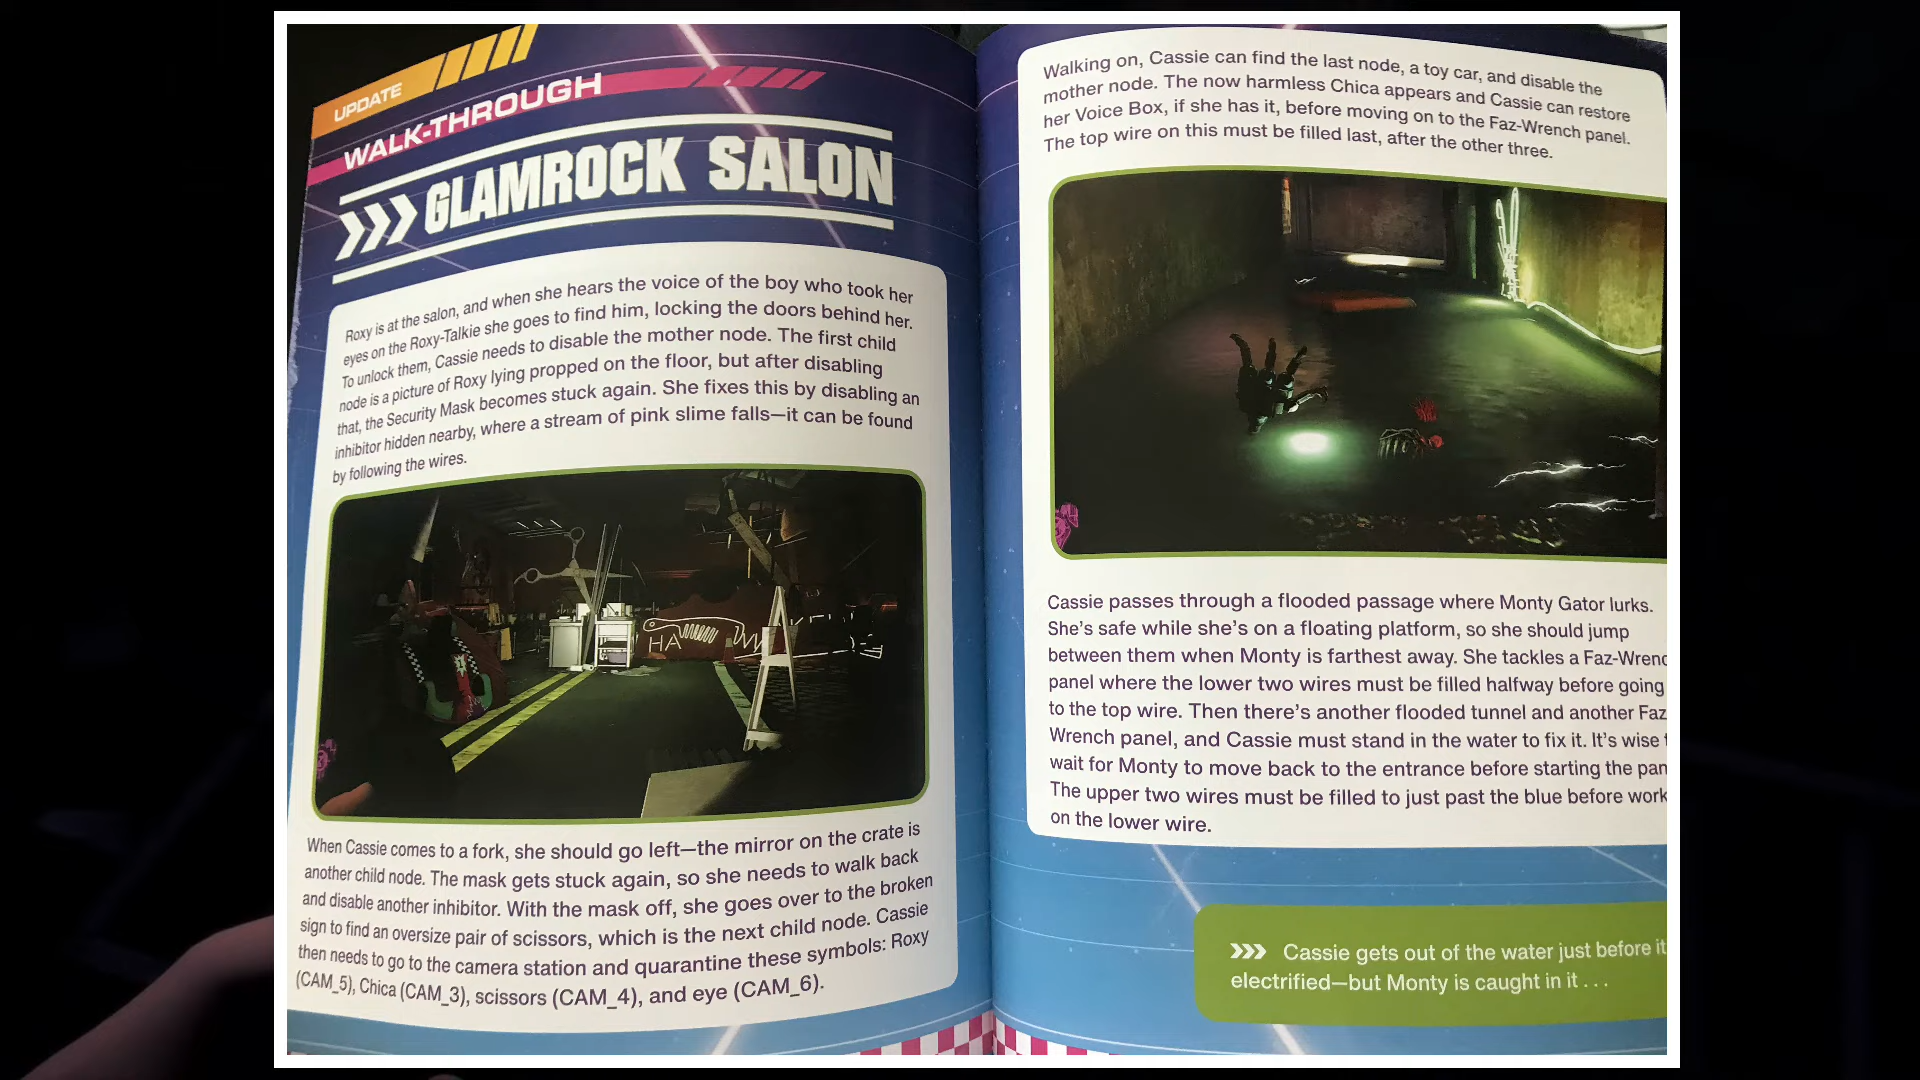 UPDATE
WALK-THROUGH
GLAMROCK SALON
Roxy is at the salon, and when she hears the voice of the boy who took her
eyes on the Roxy-Talkie she goes to find him, locking the doors behind her.
To unlock them, Cassie needs to disable the mother node. The first child
node is a picture of Roxy lying propped on the floor, but after disabling
that, the Security Mask becomes stuck again. She fixes this by disabling an
inhibitor hidden nearby, where a stream of pink slime falls—it can be found
by following the wires.
HA
When Cassie comes to a fork, she should go left—the mirror on the crate is
another child node. The mask gets stuck again, so she needs to walk back
and disable another inhibitor. With the mask off, she goes over to the broken
sign to find an oversize pair of scissors, which is the next child node. Cassie
then needs to go to the camera station and quarantine these symbols: Roxy
(CAM_5), Chica (CAM_3), scissors (CAM_4), and eye (CAM_6).
Walking on, Cassie can find the last node, a toy car, and disable the
mother node. The now harmless Chica appears and Cassie can restore
her Voice Box, if she has it, before moving on to the Faz-Wrench panel.
The top wire on this must be filled last, after the other three.
Cassie passes through a flooded passage where Monty Gator lurks.
She's safe while she's on a floating platform, so she should jump
between them when Monty is farthest away. She tackles a Faz-Wrenc
panel where the lower two wires must be filled halfway before going
to the top wire. Then there's another flooded tunnel and another Faz
Wrench panel, and Cassie must stand in the water to fix it. It's wise
wait for Monty to move back to the entrance before starting the pan
The upper two wires must be filled to just past the blue before work
on the lower wire.
Cassie gets out of the water just before it
electrified—but Monty is caught in it . . .